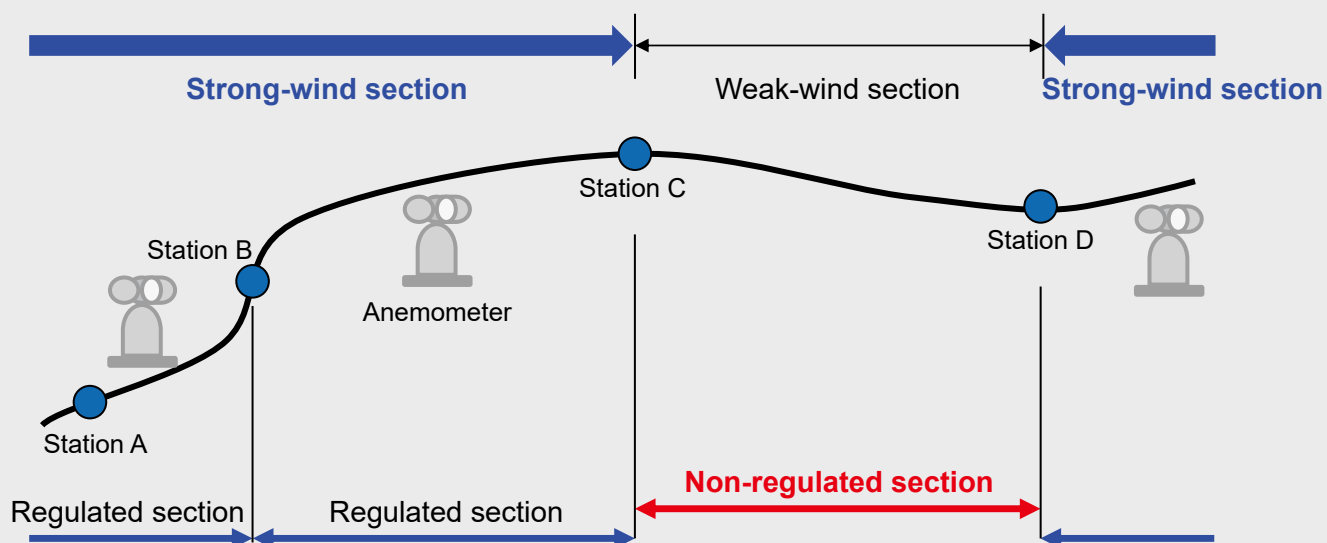 Strong-wind section
Weak-wind section
Strong-wind section
Station C
Station B
Station D
Anemometer
Station A
Non-regulated section
Regulated section
Regulated section